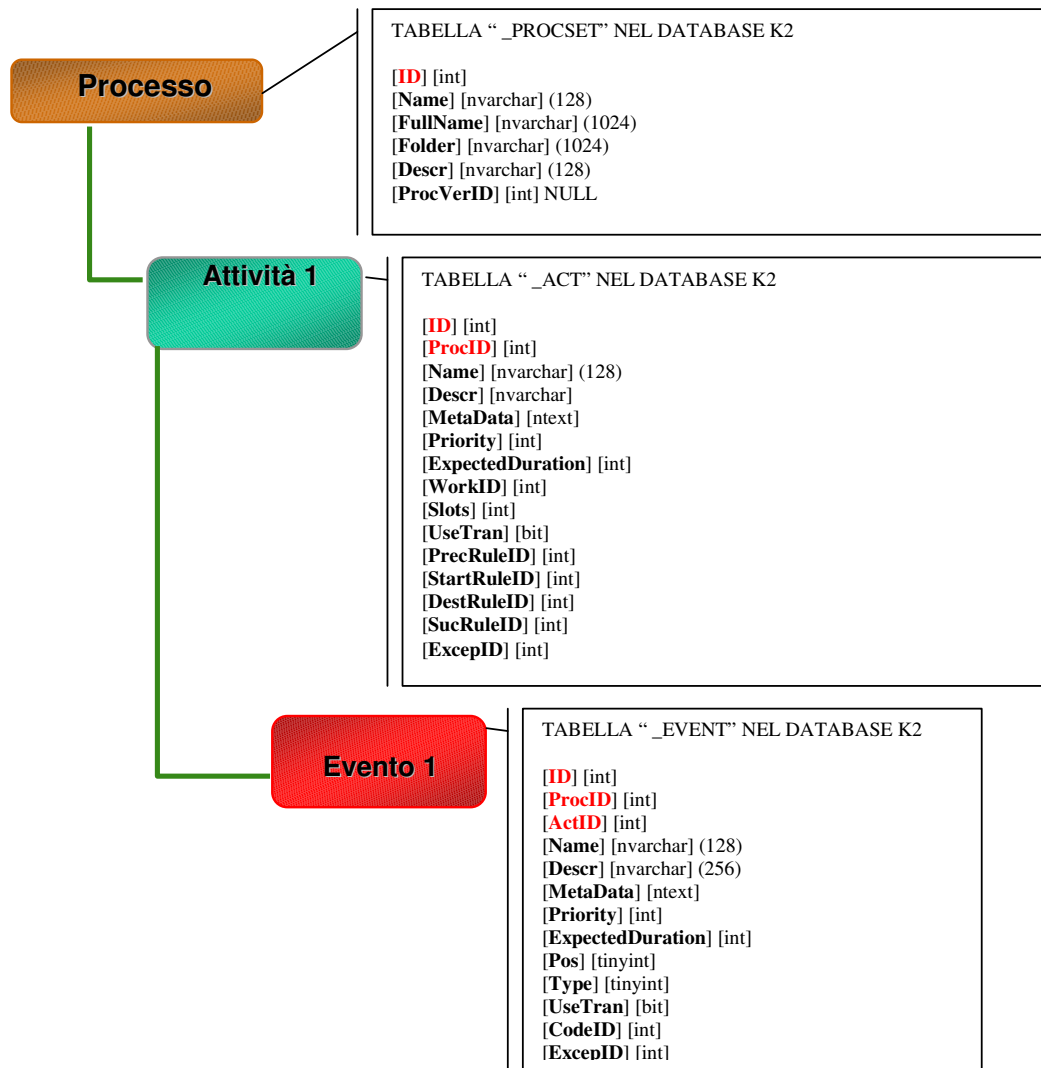 Processo
TABELLA “ _PROCSET” NEL DATABASE K2
[ID] [int]
[Name] [nvarchar] (128)
[FullName] [nvarchar] (1024)
[Folder] [nvarchar] (1024)
[Descr] [nvarchar] (128)
[ProcVerID] [int] NULL
Attività 1
TABELLA “ _ACT” NEL DATABASE K2
[ID] [int]
[ProcID] [int]
[Name] [nvarchar] (128)
[Descr] [nvarchar]
[MetaData] [ntext]
[Priority] [int]
[ExpectedDuration] [int]
[WorkID] [int]
[Slots] [int]
[UseTran] [bit]
[PrecRuleID] [int]
[StartRuleID] [int]
[DestRuleID] [int]
[SucRuleID] [int]
[ExcepID] [int]
Evento 1
TABELLA “ _EVENT” NEL DATABASE K2
[ID] [int]
[ProcID] [int]
[ActID] [int]
[Name] [nvarchar] (128)
[Descr] [nvarchar] (256)
[MetaData] [ntext]
[Priority] [int]
[ExpectedDuration] [int]
[Pos] [tinyint]
[Type] [tinyint]
[UseTran] [bit]
[CodeID] [int]
[ExcepID] [int]